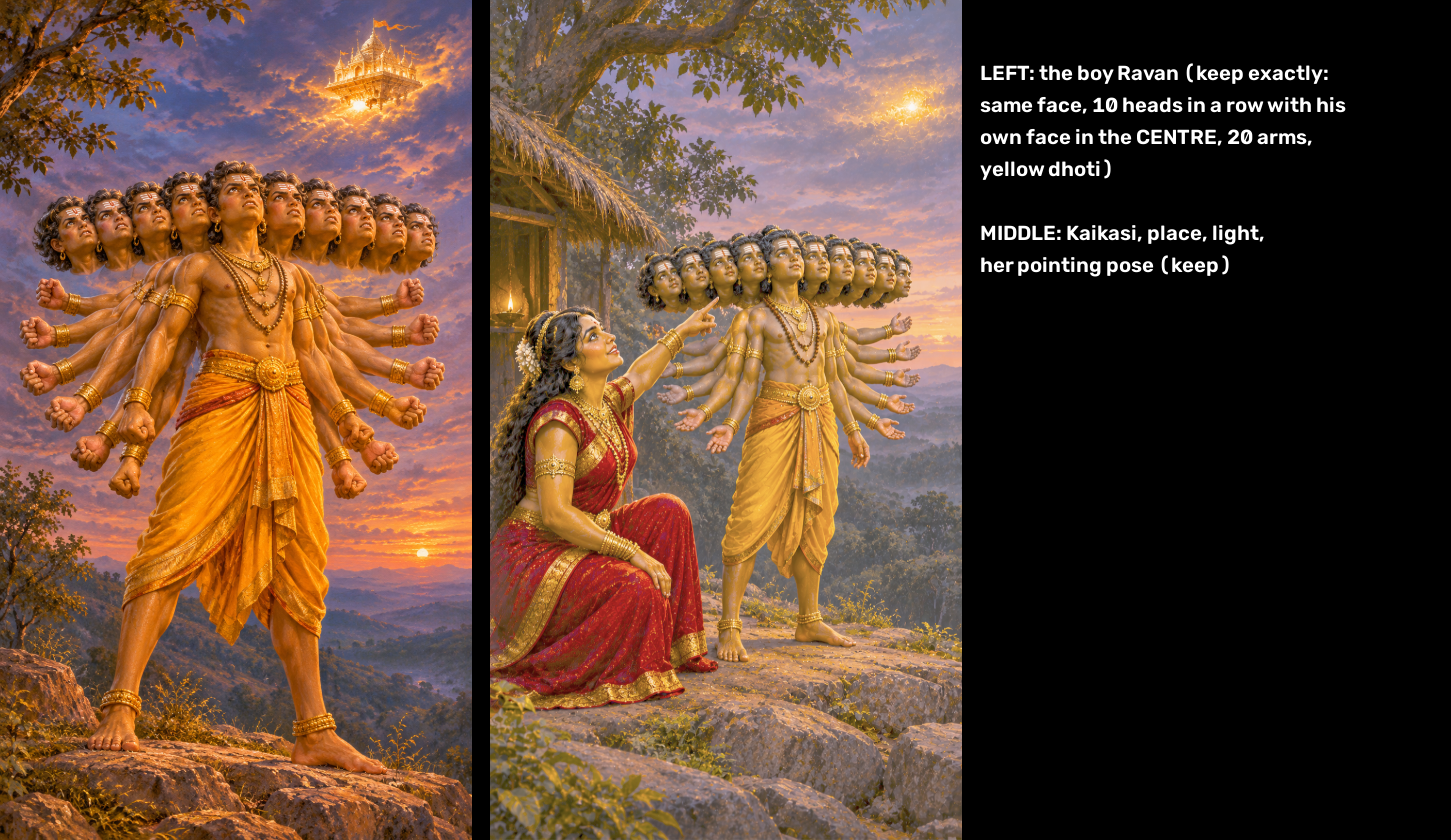 LEFT: the boy Ravan (keep exactly:
same face, 10 heads in a row with his
own face in the CENTRE, 20 arms,
yellow dhoti)
MIDDLE: Kaikasi, place, light,
her pointing pose (keep)